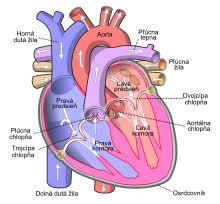 Horná
dutá žila
Aorta
Pľúcna
tepna
Pľúcna
žila
Ľavá
predsieň
Dvojcípa
chlopňa
Pravá
predsieň
Aortálna
chlopňa
Pľúcna
chlopňa
Ľavá
komora
Trojcípa
chlopňa
Pravá
komora
Dolná dutá žila
Osrdcovník